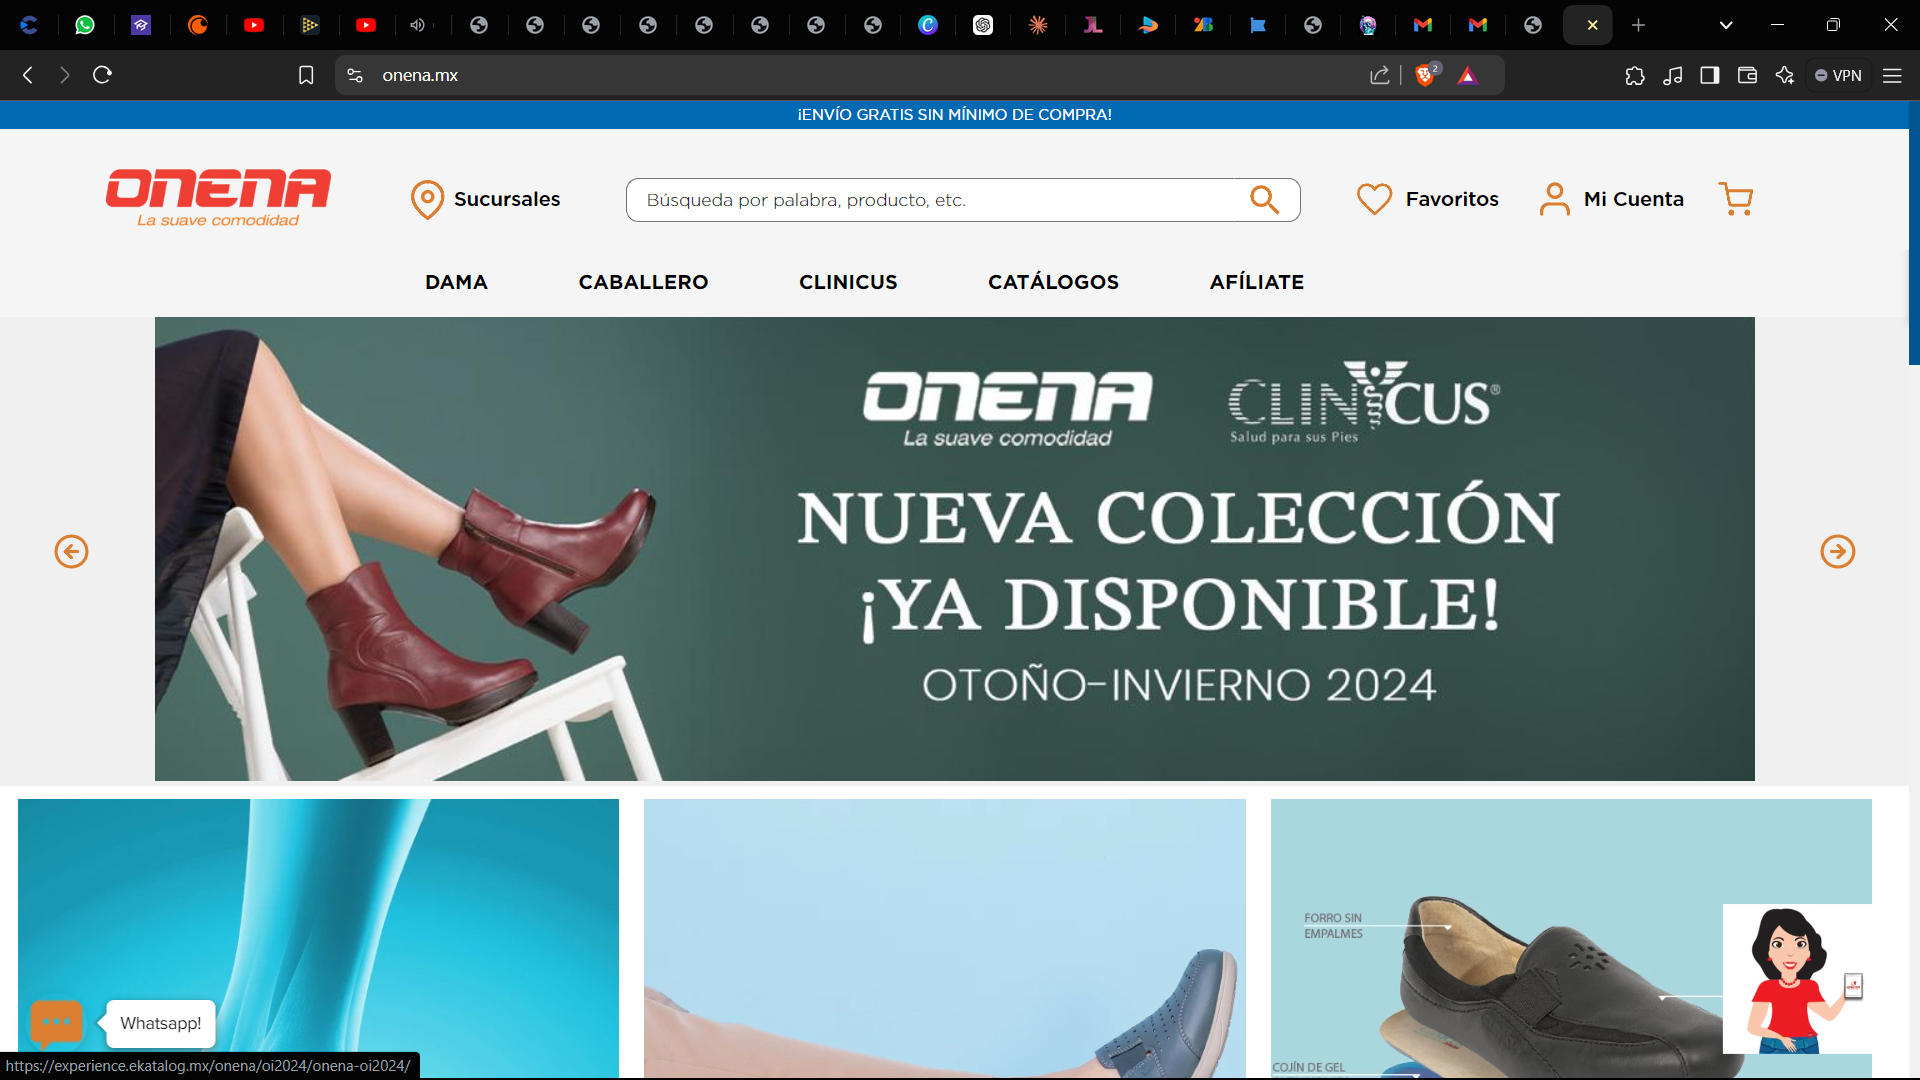 2
VPN
onena.mx
¡ENVÍO GRATIS SIN MÍNIMO DE COMPRA!
ONENA
La suave comodidad
Sucursales
Búsqueda por palabra, producto, etc.
Favoritos
Mi Cuenta
DAMA
CABALLERO
CLINICUS
CATÁLOGOS
AFÍLIATE
ONENA
La suave comodidad
CLINICUS®
Salud para sus Pies
NUEVA COLECCIÓN
¡YA DISPONIBLE!
OTOÑO-INVIERNO 2024
FORRO SIN
EMPALMES
COJÍN DE GEL
Whatsapp!
https://experience.ekatalog.mx/onena/oi2024/onena-oi2024/